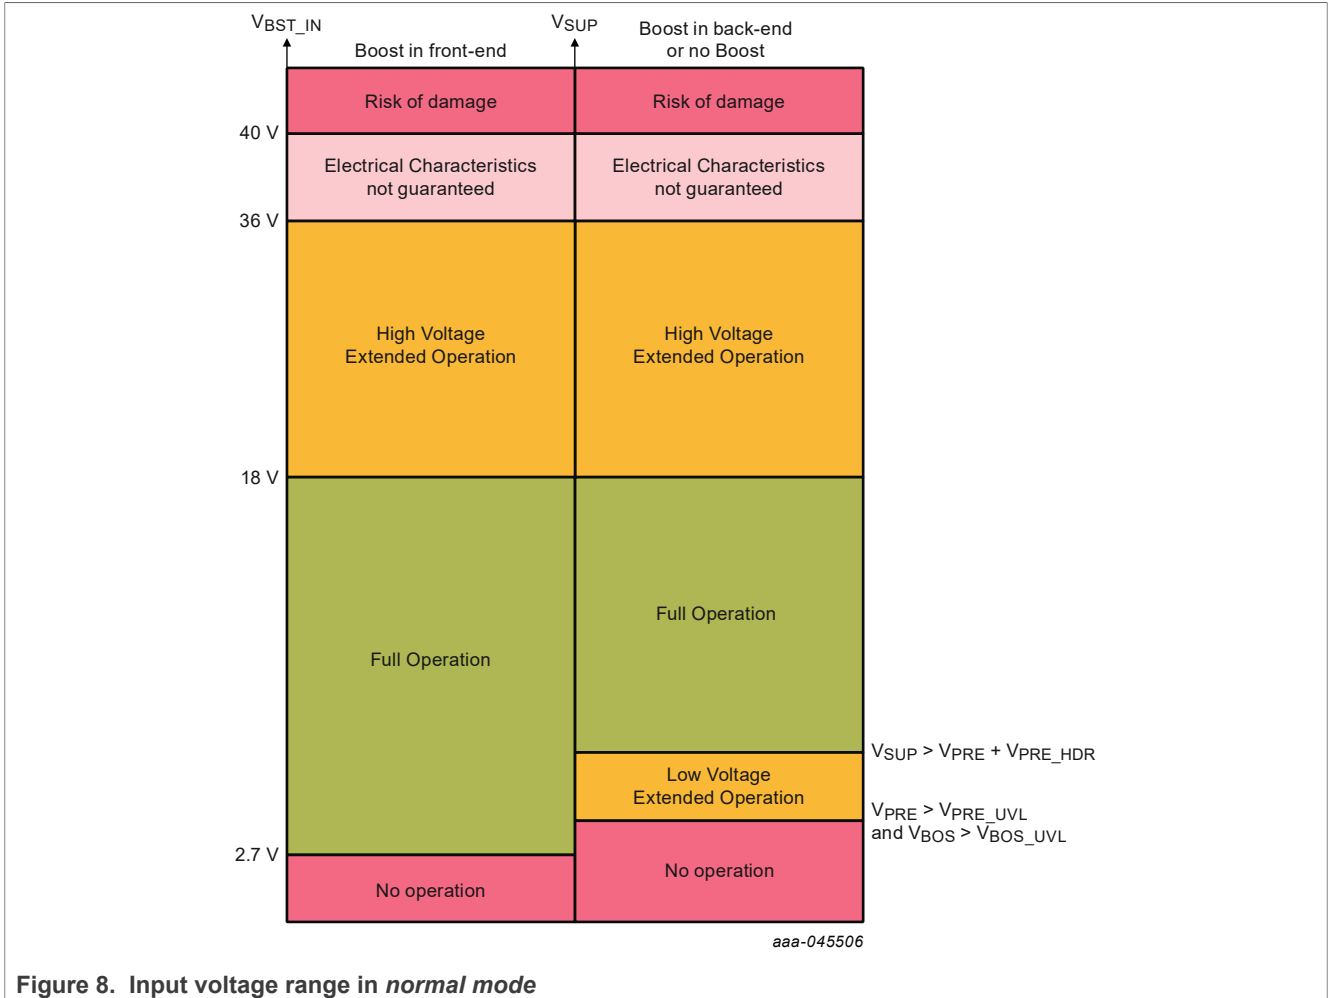 VBST_IN
VSUP
Boost in front-end
Boost in back-end
or no Boost
Risk of damage
Risk of damage
40 V
Electrical Characteristics
not guaranteed
Electrical Characteristics
not guaranteed
36 V
High Voltage
Extended Operation
High Voltage
Extended Operation
18 V
Full Operation
Full Operation
VSUP > VPRE + VPRE_HDR
Low Voltage
Extended Operation
VPRE > VPRE_UVL
and VBOS > VBOS_UVL
2.7 V
No operation
No operation
aaa-045506
Figure 8. Input voltage range in normal mode